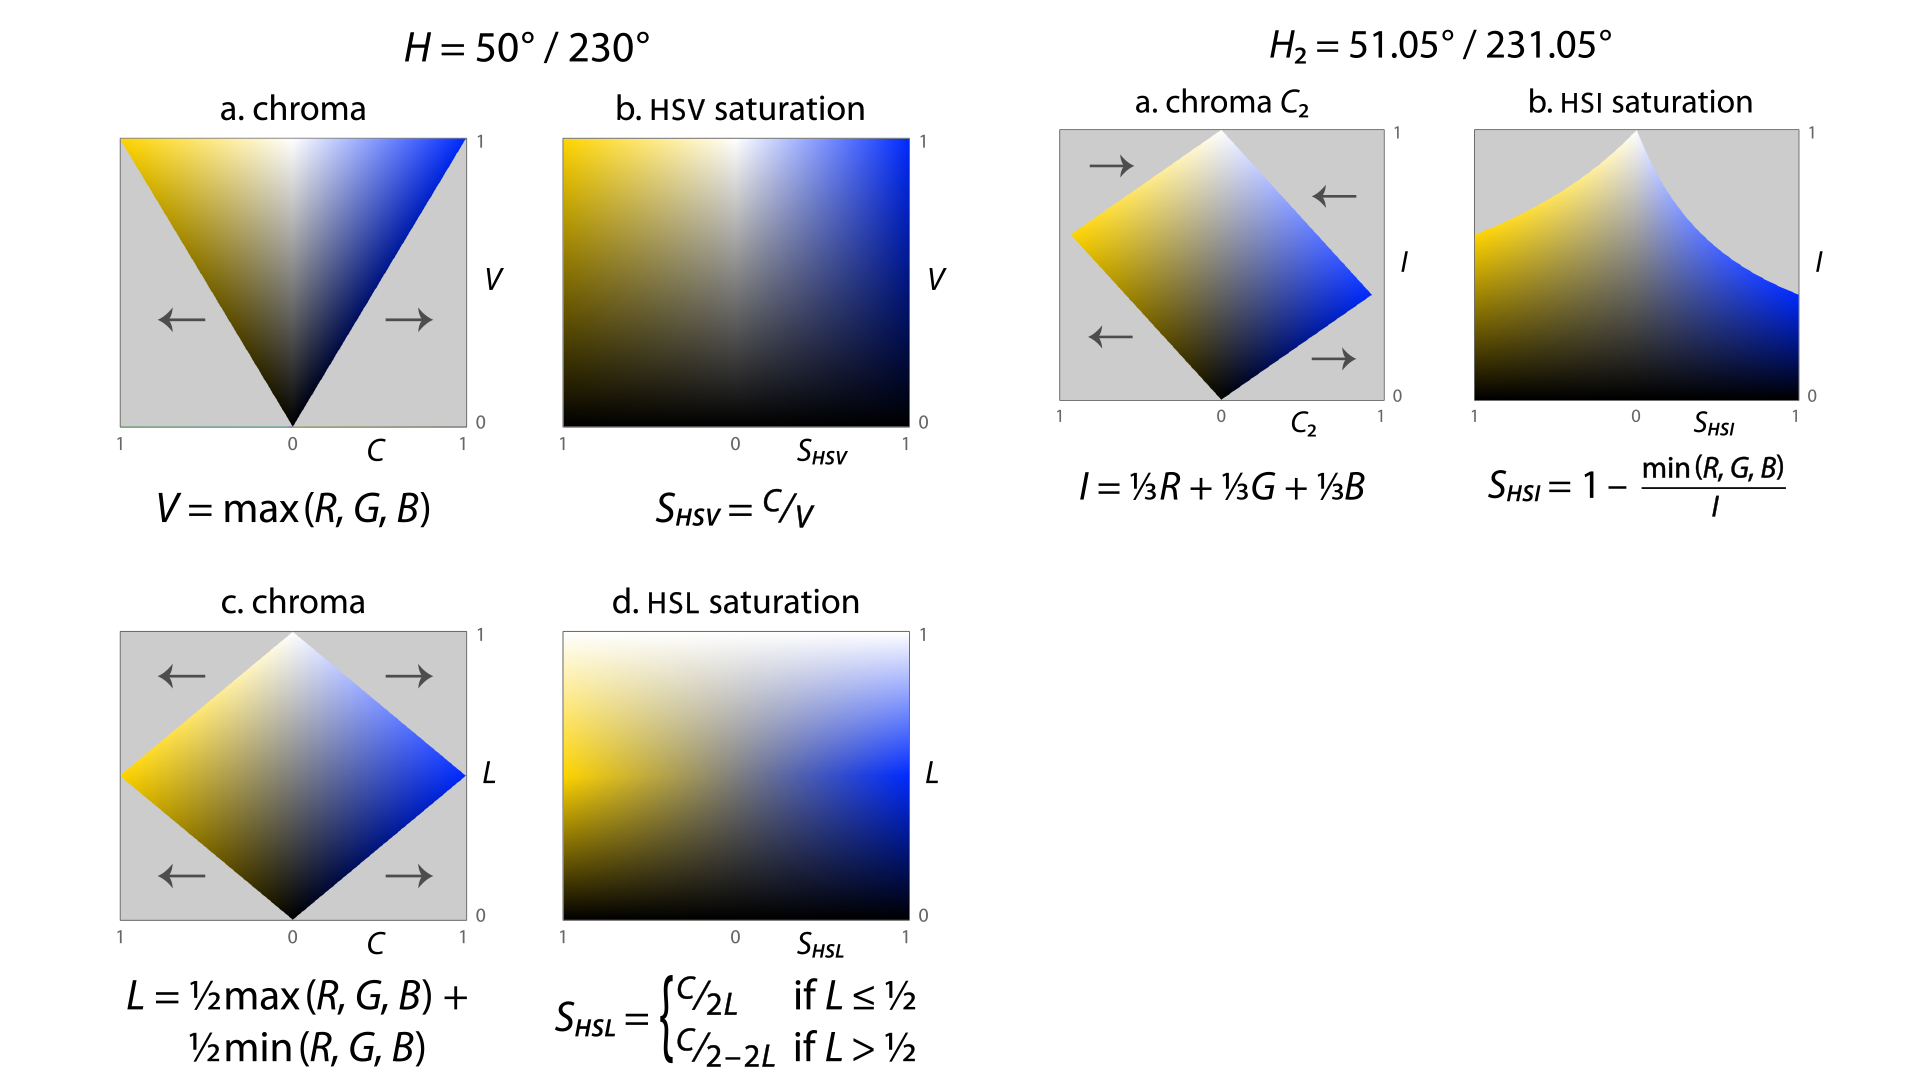 H = 50° / 230°
a. chroma
1
V
0
1
0
C
1
V = max (R, G, B)
b. HSV saturation
1
V
0
1
0
S_HSV
1
S_HSV = C/V
c. chroma
1
L
0
1
0
C
1
L = ½max (R, G, B) +
½min (R, G, B)
d. HSL saturation
1
L
0
1
0
S_HSL
1
S_HSL = { C/2L if L ≤ ½
C/2−2L if L > ½
H₂ = 51.05° / 231.05°
a. chroma C₂
1
I
0
1
0
C₂
1
I = ⅓R + ⅓G + ⅓B
b. HSI saturation
1
I
0
1
0
S_HSI
1
S_HSI = 1 – min (R, G, B)
I